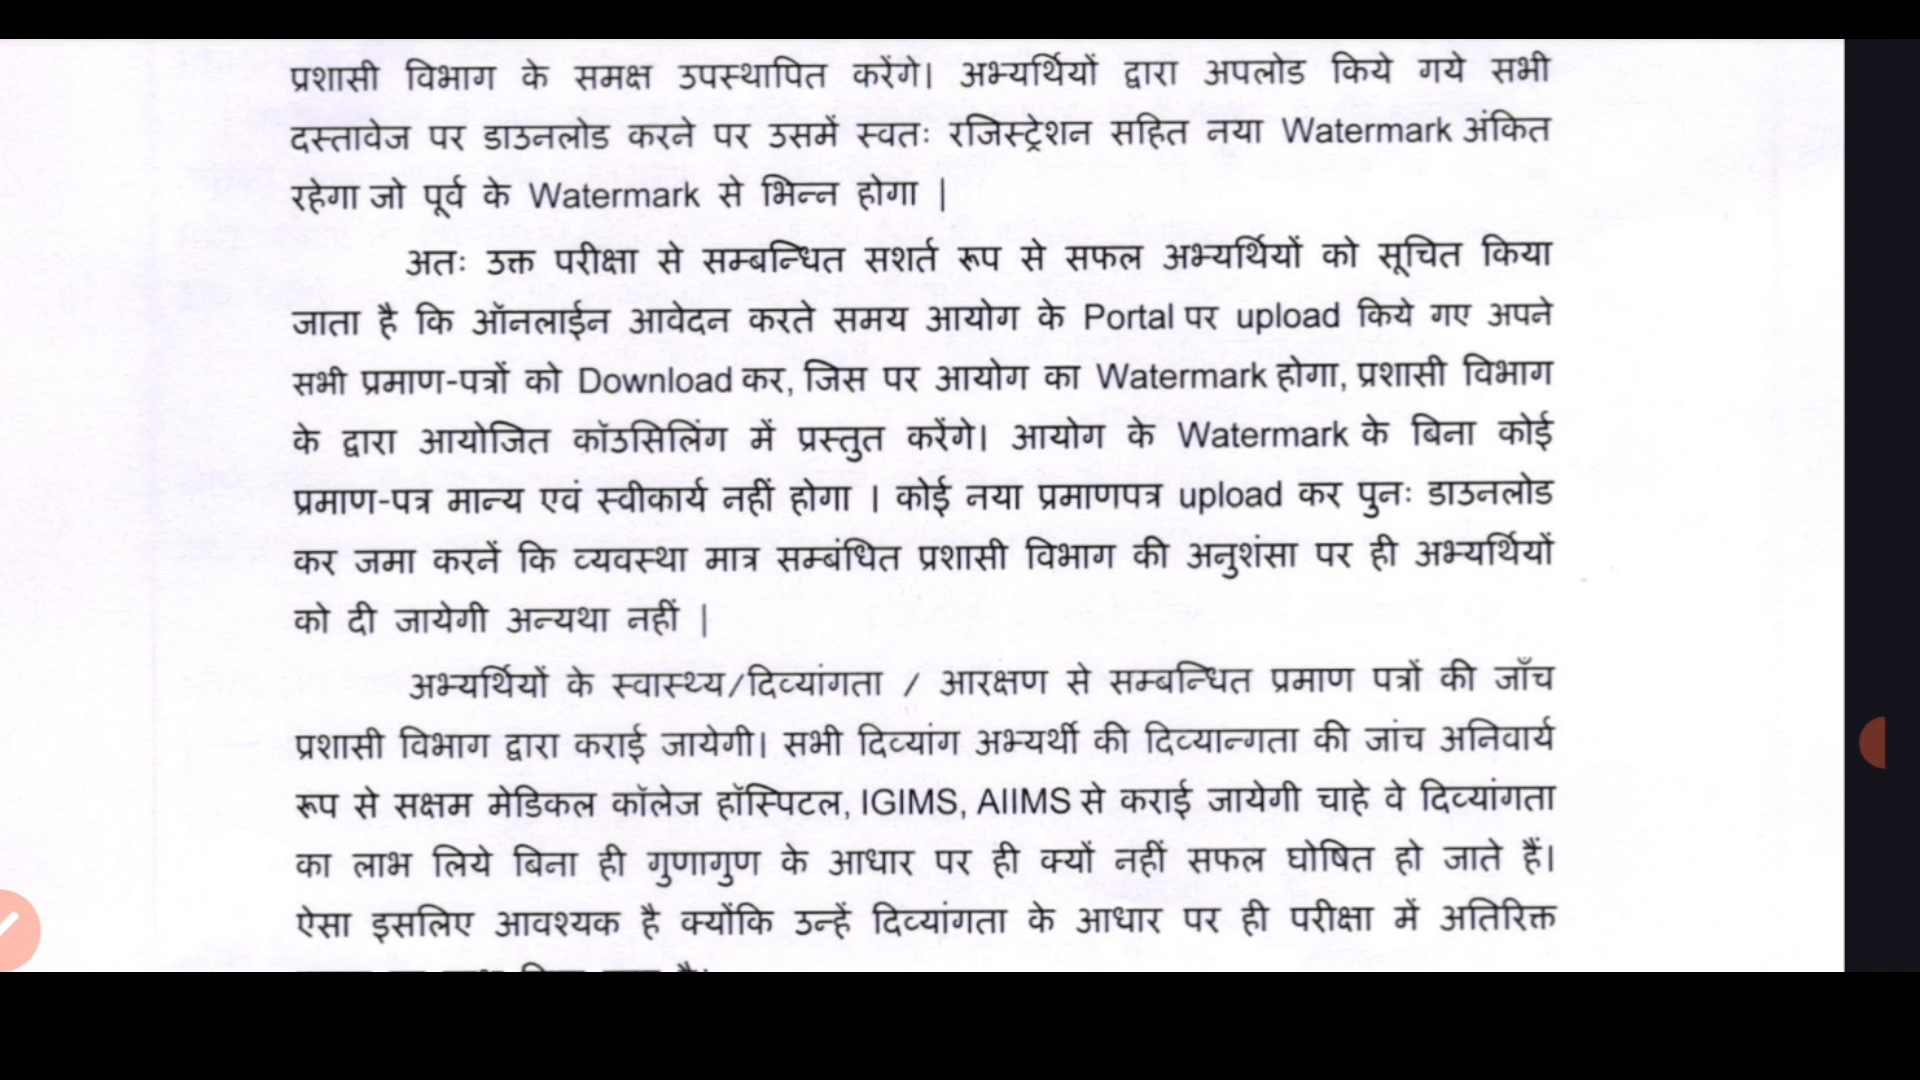 प्रशासी विभाग के समक्ष उपस्थापित करेंगे। अभ्यर्थियों द्वारा अपलोड किये गये सभी
दस्तावेज पर डाउनलोड करने पर उसमें स्वतः रजिस्ट्रेशन सहित नया Watermark अंकित
रहेगा जो पूर्व के Watermark से भिन्न होगा |
अतः उक्त परीक्षा से सम्बन्धित सशर्त रूप से सफल अभ्यर्थियों को सूचित किया
जाता है कि ऑनलाईन आवेदन करते समय आयोग के Portal पर upload किये गए अपने
सभी प्रमाण-पत्रों को Download कर, जिस पर आयोग का Watermark होगा, प्रशासी विभाग
के द्वारा आयोजित कॉउसिलिंग में प्रस्तुत करेंगे। आयोग के Watermark के बिना कोई
प्रमाण-पत्र मान्य एवं स्वीकार्य नहीं होगा । कोई नया प्रमाणपत्र upload कर पुनः डाउनलोड
कर जमा करनें कि व्यवस्था मात्र सम्बंधित प्रशासी विभाग की अनुशंसा पर ही अभ्यर्थियों
को दी जायेगी अन्यथा नहीं |
अभ्यर्थियों के स्वास्थ्य/दिव्यांगता / आरक्षण से सम्बन्धित प्रमाण पत्रों की जाँच
प्रशासी विभाग द्वारा कराई जायेगी। सभी दिव्यांग अभ्यर्थी की दिव्यान्गता की जांच अनिवार्य
रूप से सक्षम मेडिकल कॉलेज हॉस्पिटल, IGIMS, AIIMS से कराई जायेगी चाहे वे दिव्यांगता
का लाभ लिये बिना ही गुणागुण के आधार पर ही क्यों नहीं सफल घोषित हो जाते हैं।
ऐसा इसलिए आवश्यक है क्योंकि उन्हें दिव्यांगता के आधार पर ही परीक्षा में अतिरिक्त